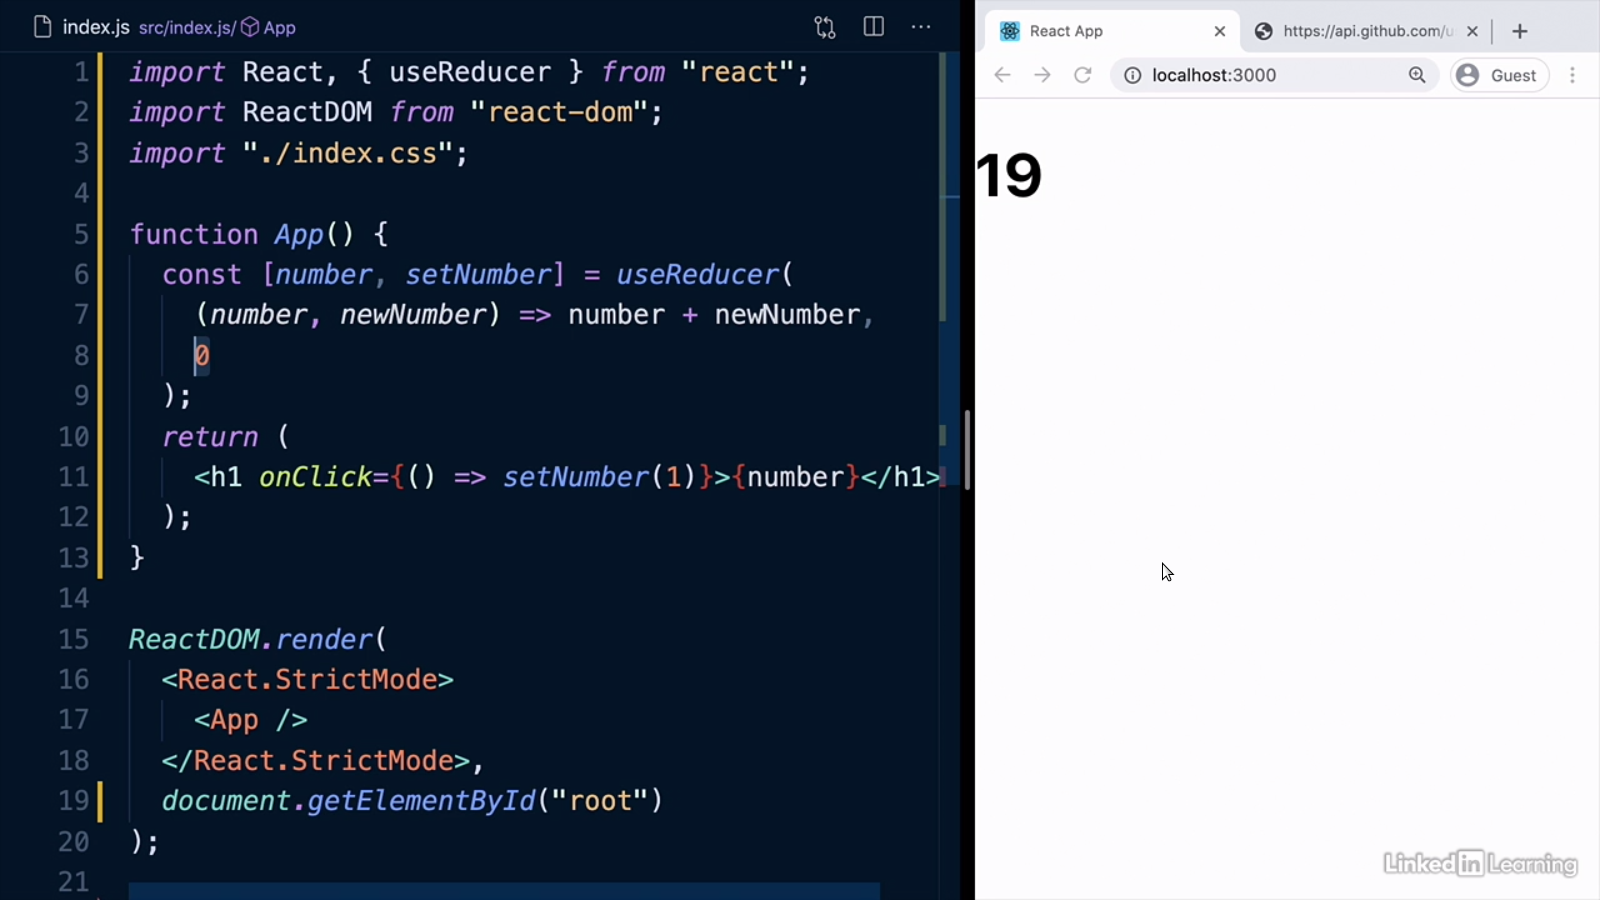 index.js src/index.js/ App
1 import React, { useReducer } from "react";
2 import ReactDOM from "react-dom";
3 import "./index.css";
4
5 function App() {
6 const [number, setNumber] = useReducer(
7 (number, newNumber) => number + newNumber,
8 0
9 );
10 return (
11 <h1 onClick={() => setNumber(1)}>{number}</h1>
12 );
13 }
14
15 ReactDOM.render(
16 <React.StrictMode>
17 <App />
18 </React.StrictMode>,
19 document.getElementById("root")
20 );
21
React App
https://api.github.com/u
localhost:3000
Guest
19
Linked in Learning